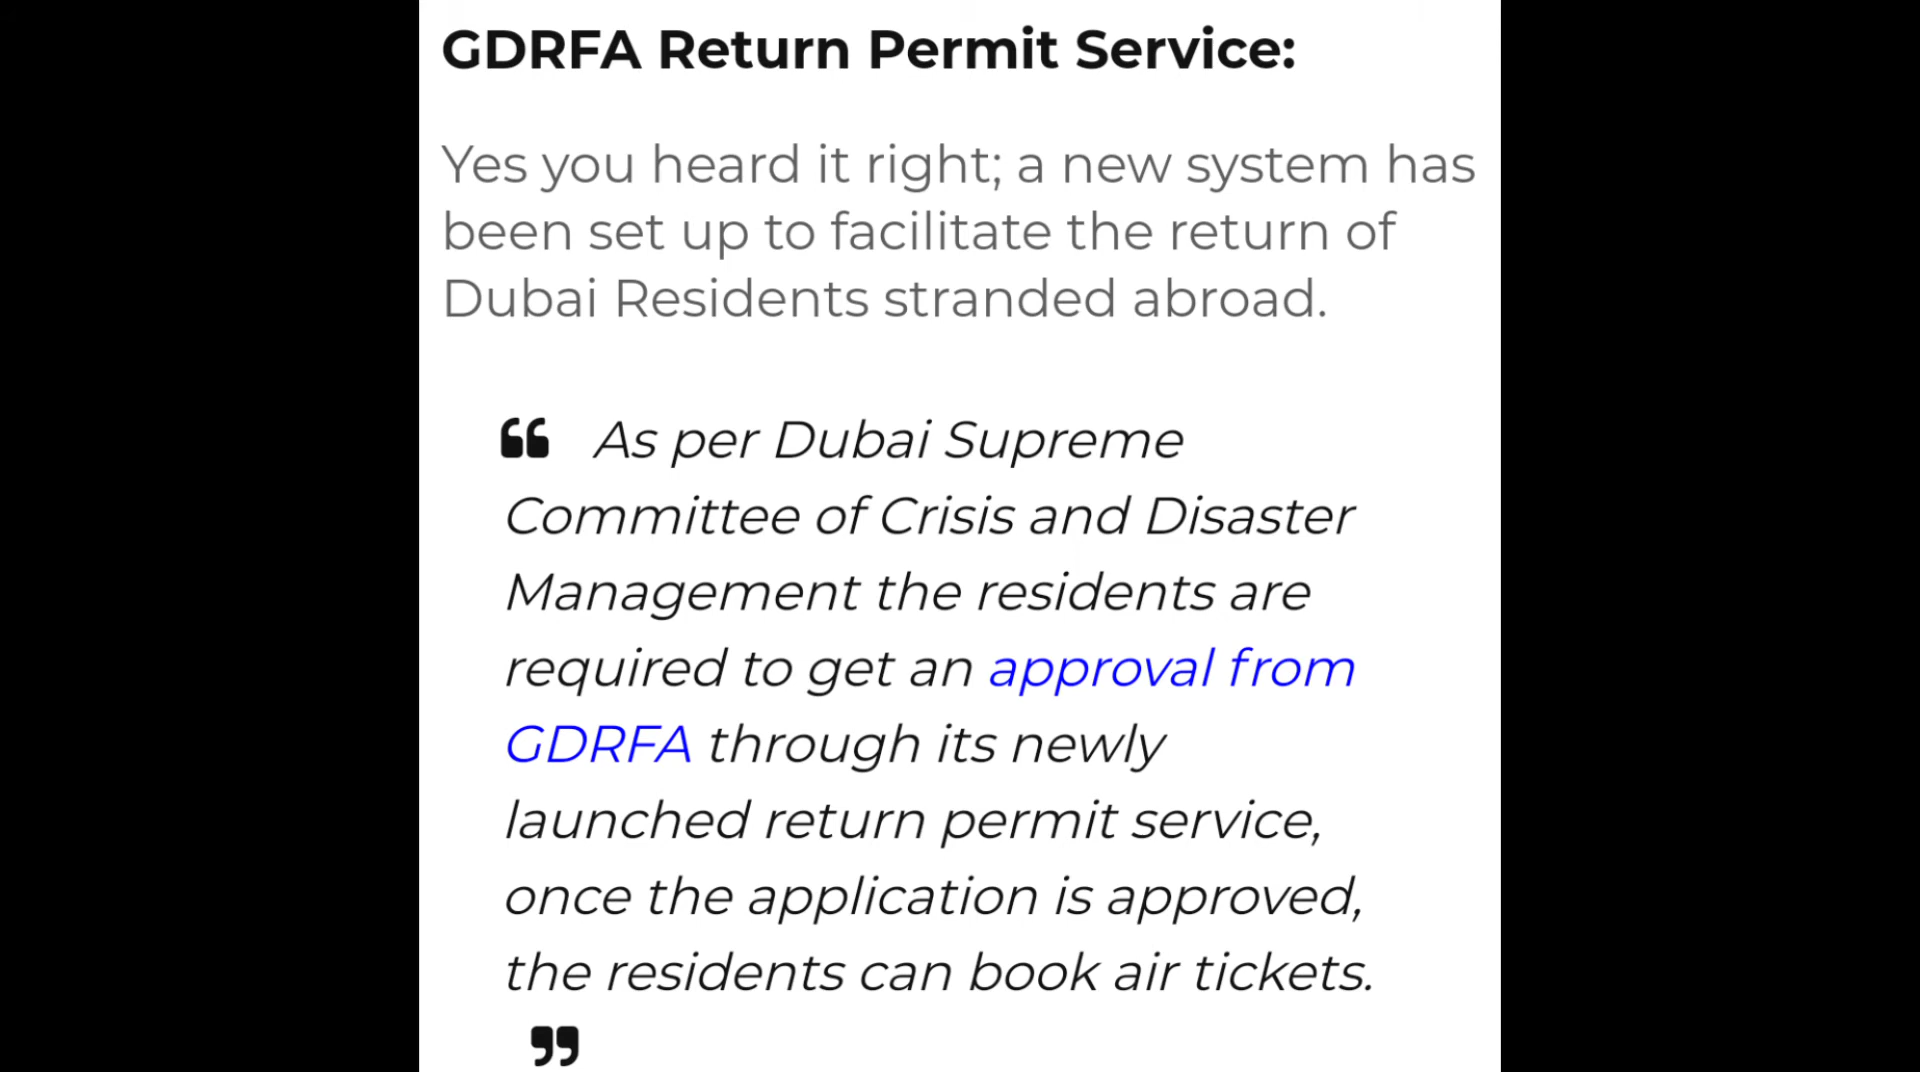 GDRFA Return Permit Service:
Yes you heard it right; a new system has
been set up to facilitate the return of
Dubai Residents stranded abroad.
“ As per Dubai Supreme
Committee of Crisis and Disaster
Management the residents are
required to get an approval from
GDRFA through its newly
launched return permit service,
once the application is approved,
the residents can book air tickets.
”